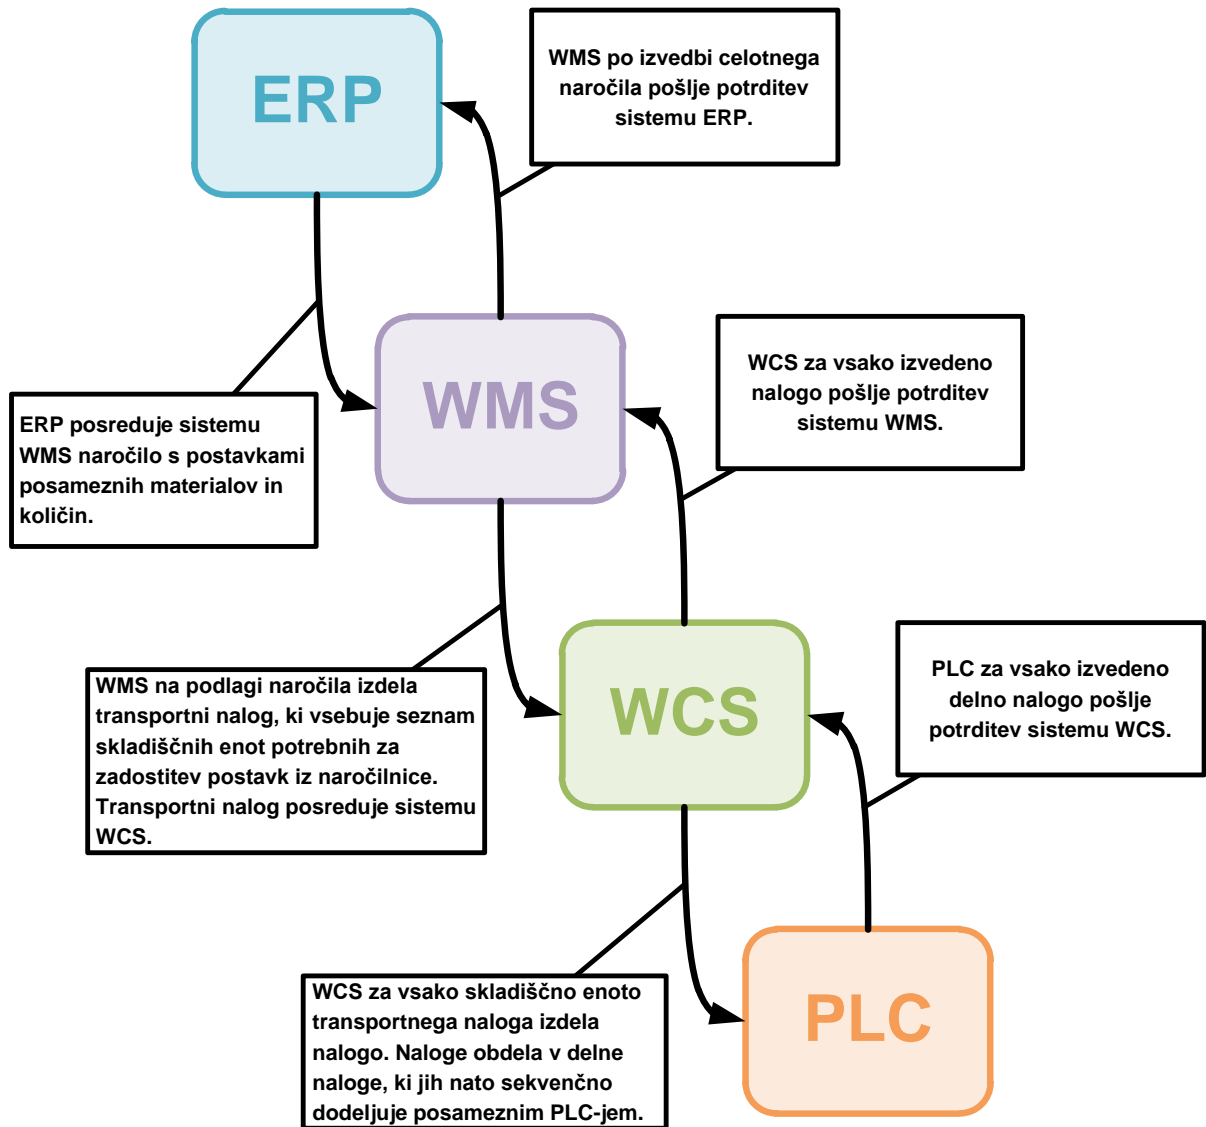 ERP
WMS po izvedbi celotnega
naročila pošlje potrditev
sistemu ERP.
WMS
WCS za vsako izvedeno
nalogo pošlje potrditev
sistemu WMS.
ERP posreduje sistemu
WMS naročilo s postavkami
posameznih materialov in
količin.
WCS
PLC za vsako izvedeno
delno nalogo pošlje
potrditev sistemu WCS.
WMS na podlagi naročila izdela
transportni nalog, ki vsebuje seznam
skladiščnih enot potrebnih za
zadostitev postavk iz naročilnice.
Transportni nalog posreduje sistemu
WCS.
PLC
WCS za vsako skladiščno enoto
transportnega naloga izdela
nalogo. Naloge obdela v delne
naloge, ki jih nato sekvenčno
dodeljuje posameznim PLC-jem.